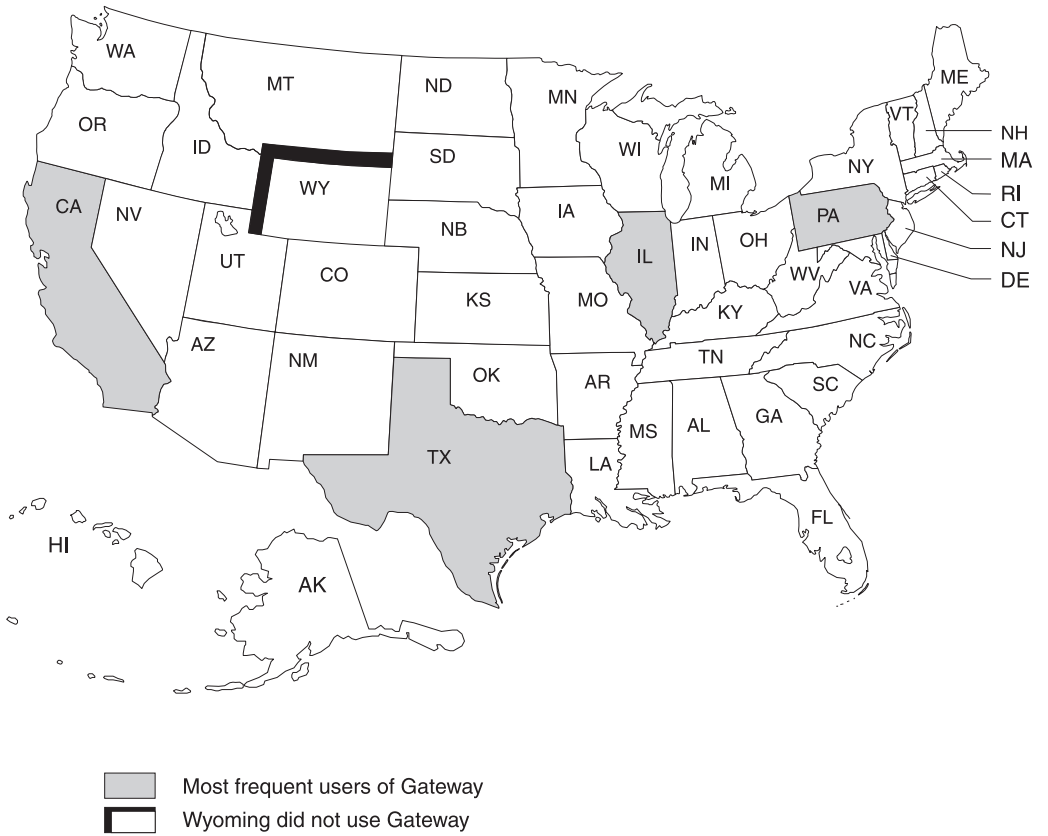 WA
MT
ND
MN
ME
OR
ID
SD
WI
MI
VT
NY
NH
MA
RI
CT
NJ
DE
WY
CA
NV
IA
NB
PA
UT
CO
IL
IN
OH
WV
VA
KS
MO
KY
AZ
NM
OK
AR
TN
NC
SC
MS
AL
GA
TX
LA
FL
HI
AK
Most frequent users of Gateway
Wyoming did not use Gateway